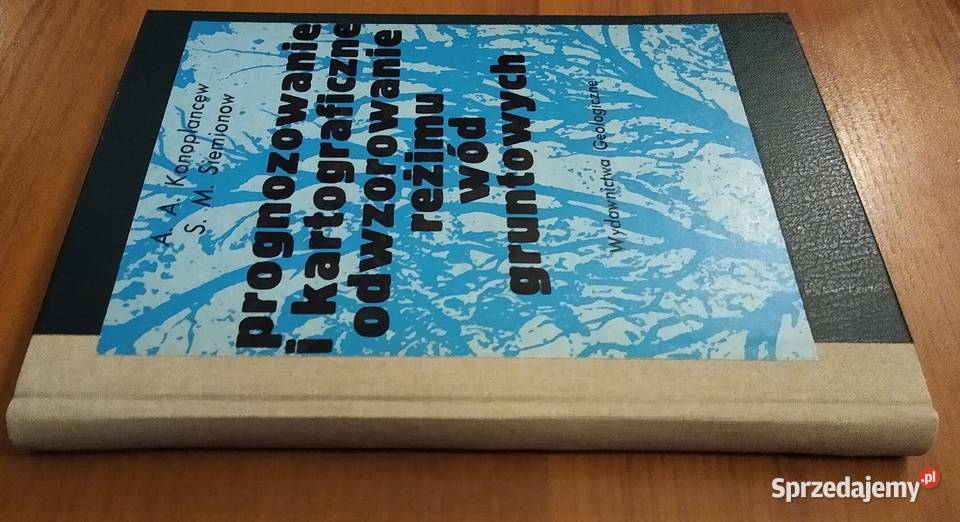 A. A. Konoplancew
S. M. Siemionow
prognozowanie
i kartograficzne
odwzorowanie
reżimu
wód
gruntowych
Wydawnictwa Geologiczne
Sprzedajemy.pl